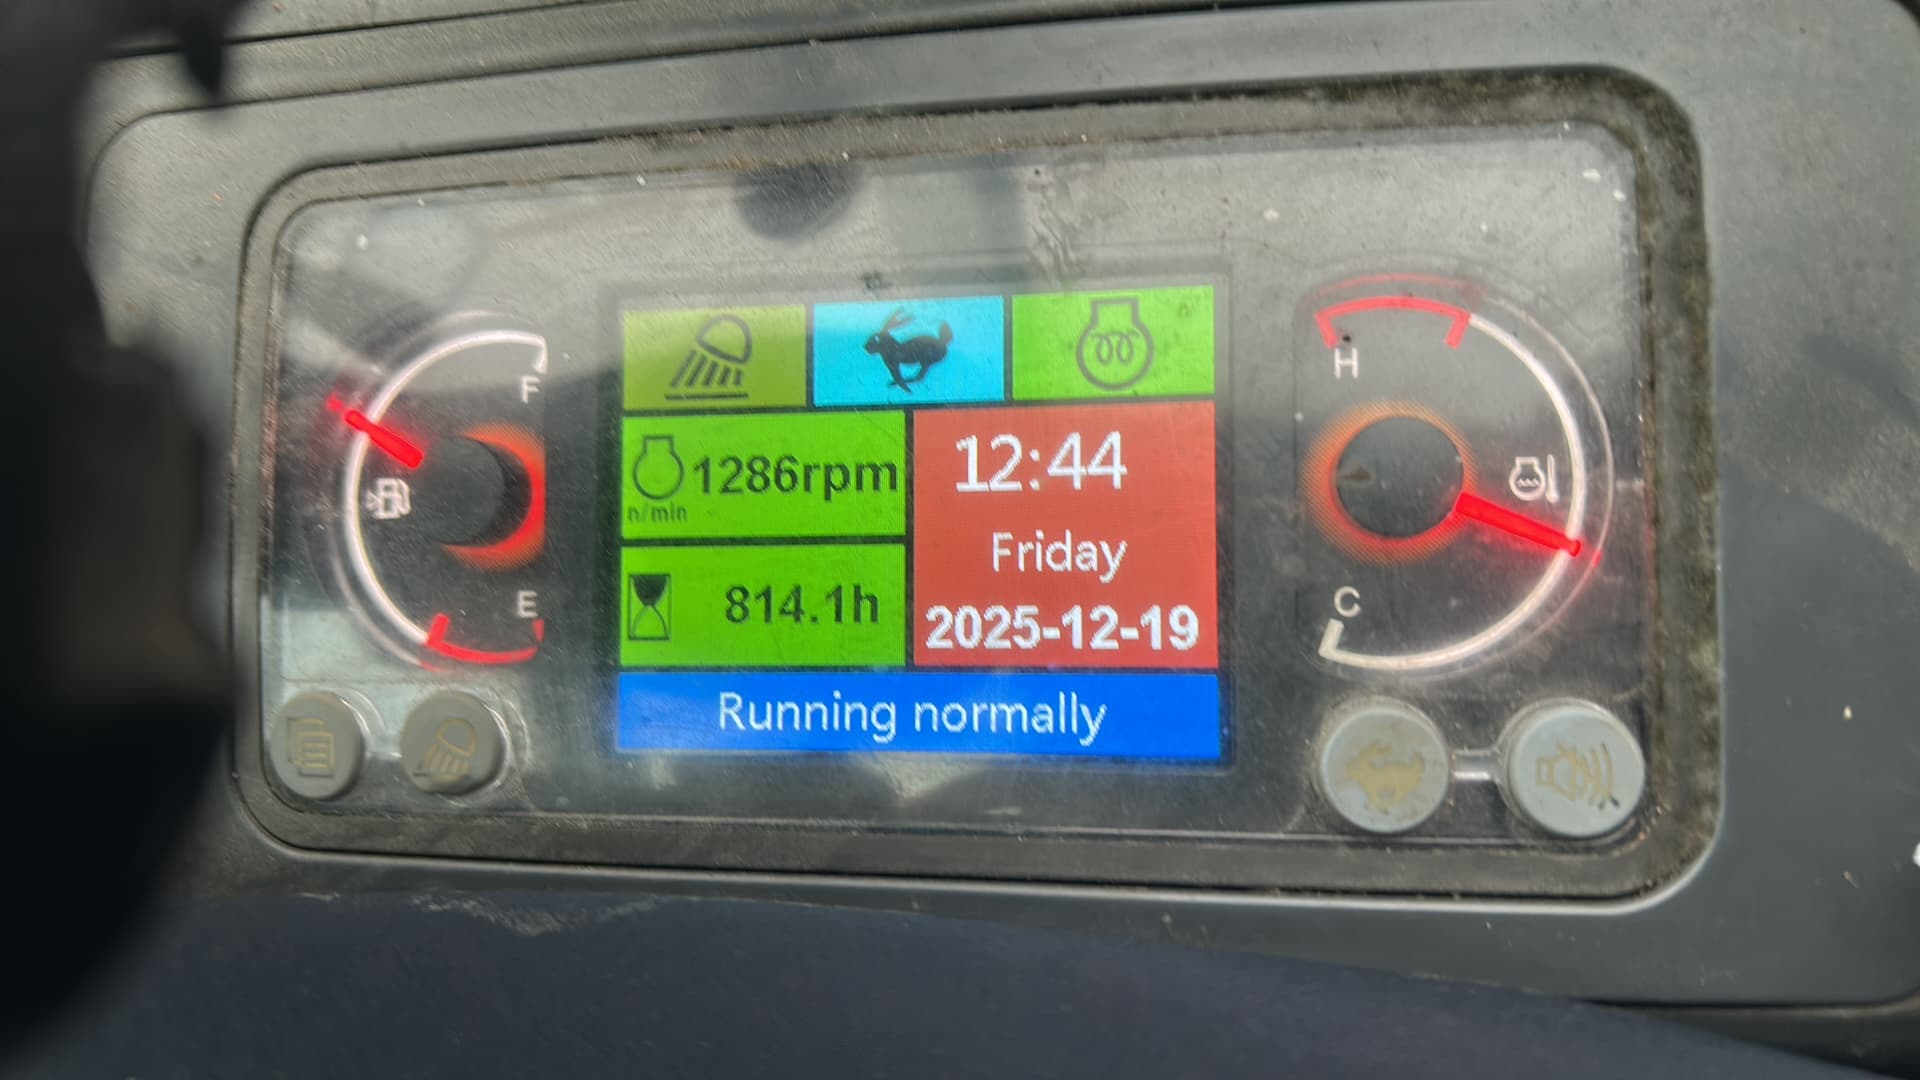 F
H
1286rpm
n/min
12:44
Friday
E
814.1h
2025-12-19
C
Running normally